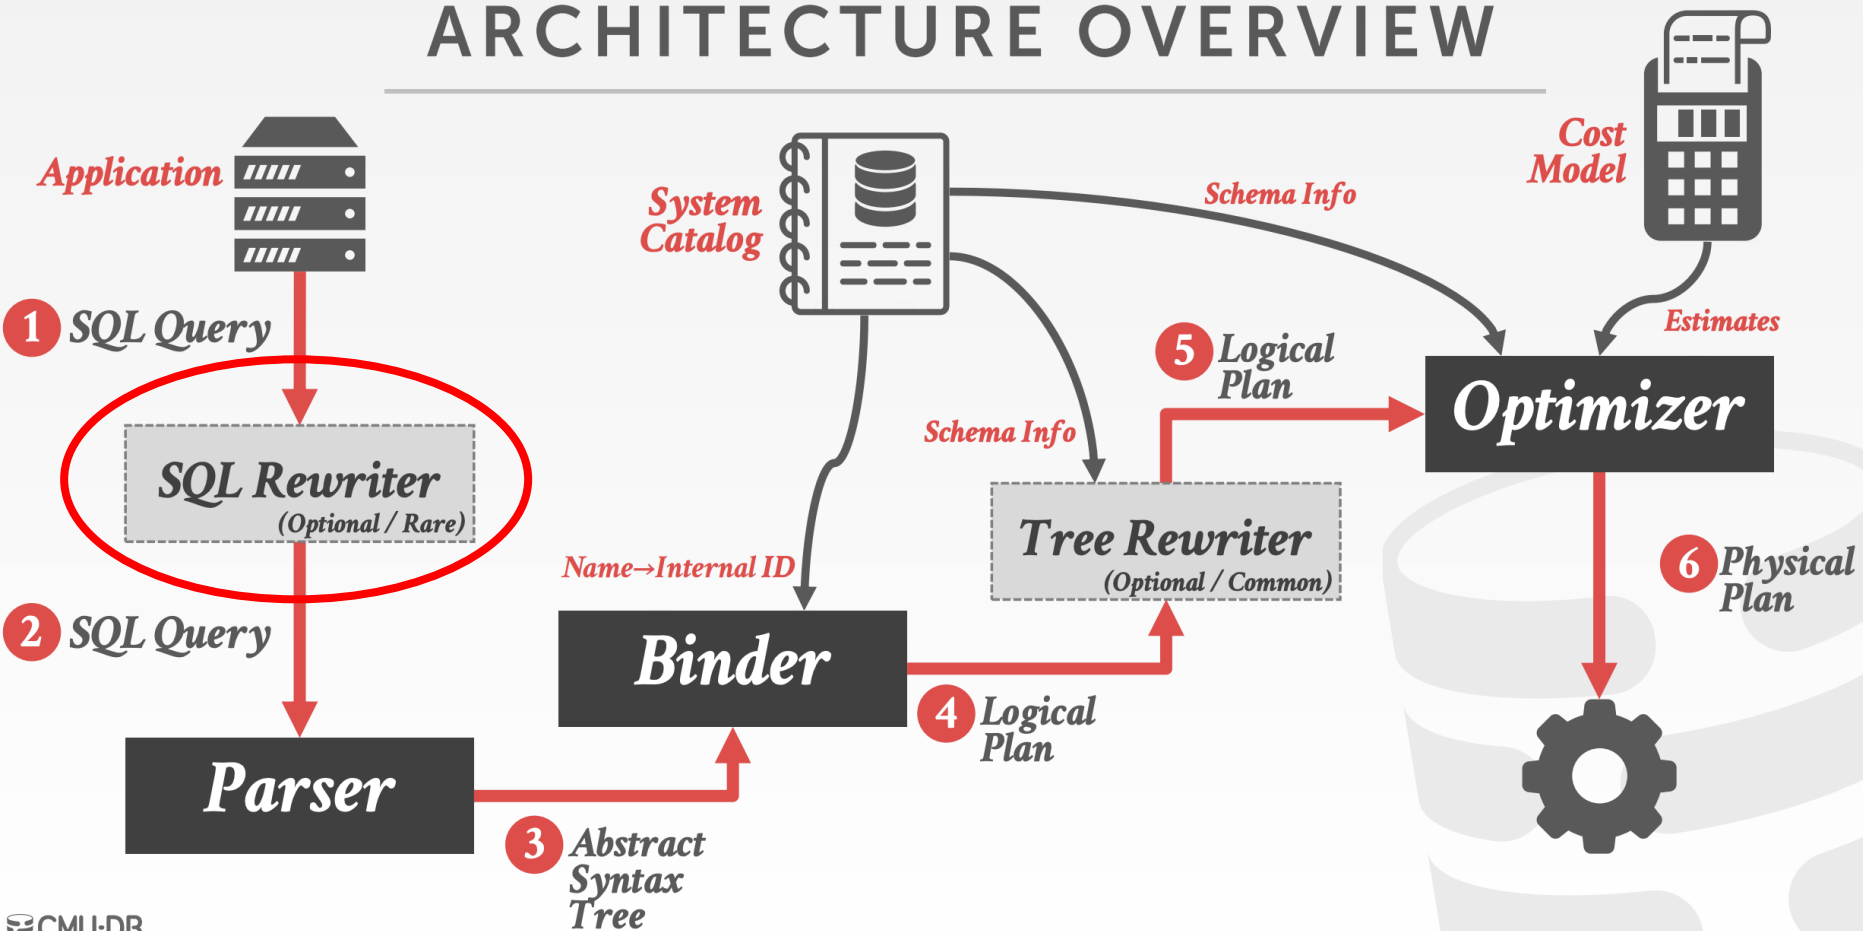 ARCHITECTURE OVERVIEW
Application
System
Catalog
Schema Info
Cost
Model
Estimates
1 SQL Query
SQL Rewriter
(Optional / Rare)
2 SQL Query
Parser
3 Abstract
Syntax
Tree
Name→Internal ID
Binder
4 Logical
Plan
Schema Info
Tree Rewriter
(Optional / Common)
5 Logical
Plan
Optimizer
6 Physical
Plan
CMU·DB